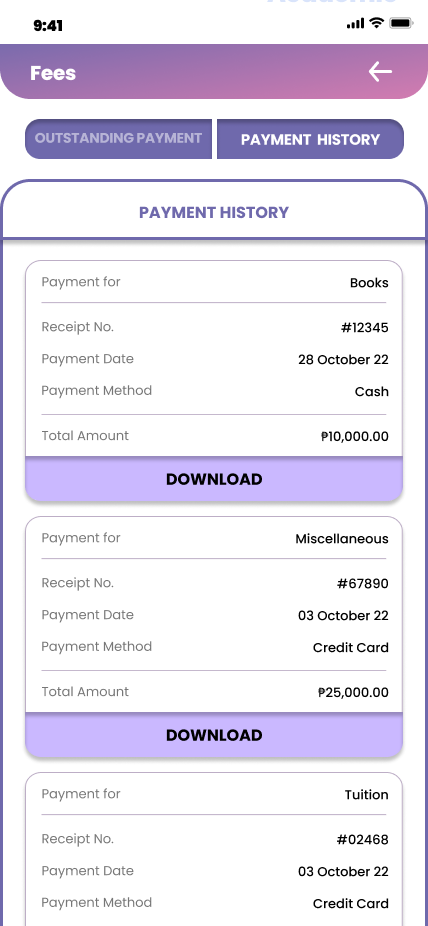 9:41
Fees
OUTSTANDING PAYMENT
PAYMENT HISTORY
PAYMENT HISTORY
Payment for Books
Receipt No. #12345
Payment Date 28 October 22
Payment Method Cash
Total Amount ₱10,000.00
DOWNLOAD
Payment for Miscellaneous
Receipt No. #67890
Payment Date 03 October 22
Payment Method Credit Card
Total Amount ₱25,000.00
DOWNLOAD
Payment for Tuition
Receipt No. #02468
Payment Date 03 October 22
Payment Method Credit Card